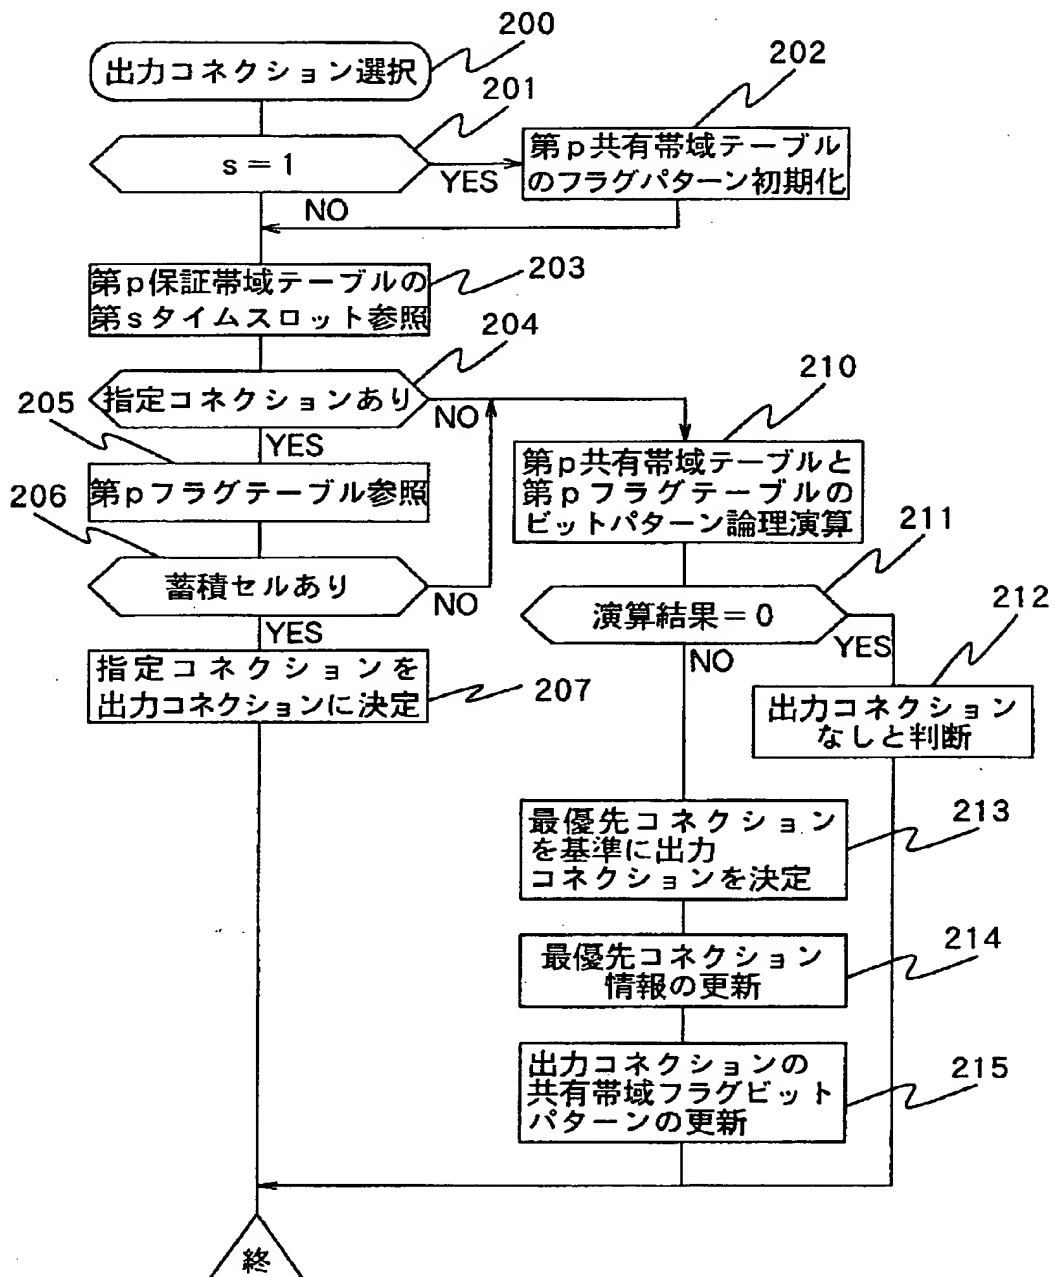 200
出力コネクション選択
201
202
s=1
YES
第p共有帯域テーブル
のフラグパターン初期化
NO
203
第p保証帯域テーブルの
第sタイムスロット参照
204
指定コネクションあり
NO
YES
205
第pフラグテーブル参照
206
蓄積セルあり
NO
YES
指定コネクションを
出力コネクションに決定
207
210
第p共有帯域テーブルと
第pフラグテーブルの
ビットパターン論理演算
211
演算結果=0
YES
NO
212
出力コネクション
なしと判断
213
最優先コネクション
を基準に出力
コネクションを決定
214
最優先コネクション
情報の更新
215
出力コネクションの
共有帯域フラグビット
パターンの更新
終